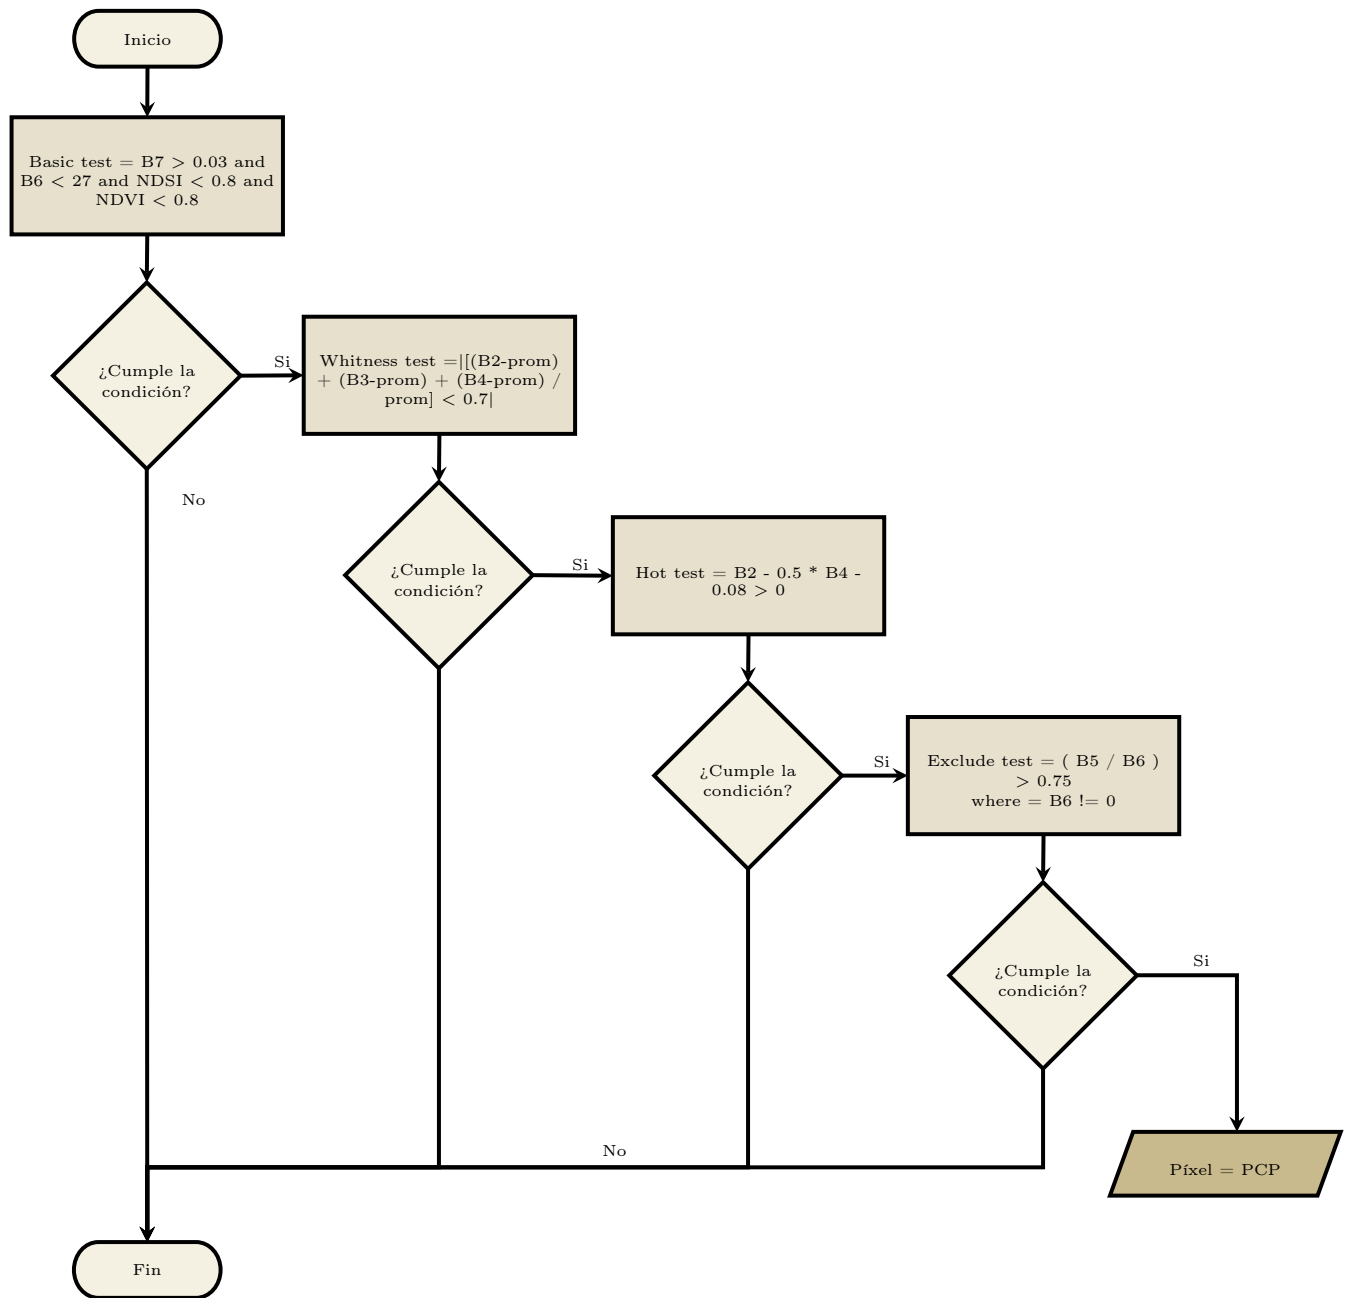 Inicio
Basic test = B7 > 0.03 and
B6 < 27 and NDSI < 0.8 and
NDVI < 0.8
¿Cumple la
condición?
Si
Whitness test =|[(B2-prom)
+ (B3-prom) + (B4-prom) /
prom] < 0.7|
No
¿Cumple la
condición?
Si
Hot test = B2 - 0.5 * B4 -
0.08 > 0
¿Cumple la
condición?
Si
Exclude test = ( B5 / B6 )
> 0.75
where = B6 != 0
¿Cumple la
condición?
Si
No
Píxel = PCP
Fin